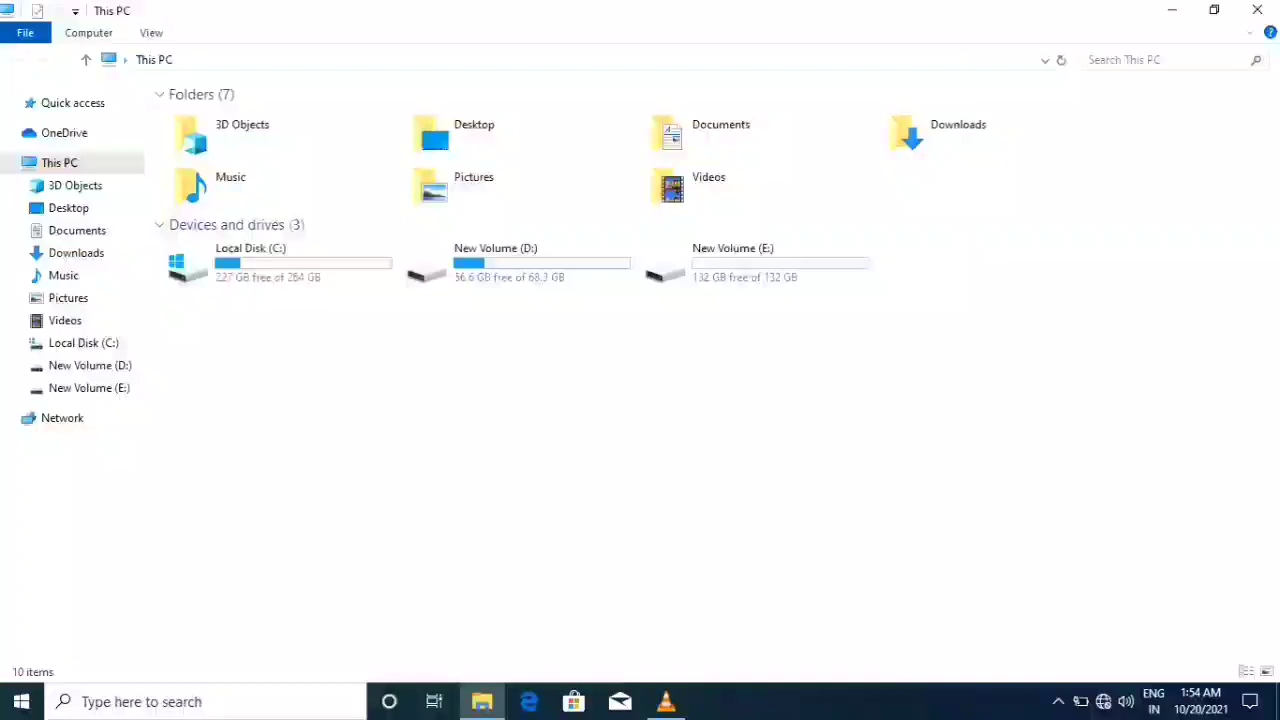 This PC
File Computer View
This PC
Search This PC
Quick access
OneDrive
This PC
3D Objects
Desktop
Documents
Downloads
Music
Pictures
Videos
Local Disk (C:)
New Volume (D:)
New Volume (E:)
Network
Folders (7)
3D Objects
Desktop
Documents
Downloads
Music
Pictures
Videos
Devices and drives (3)
Local Disk (C:)
227 GB free of 264 GB
New Volume (D:)
56.6 GB free of 68.3 GB
New Volume (E:)
132 GB free of 132 GB
10 items
Type here to search
ENG
IN
1:54 AM
10/20/2021